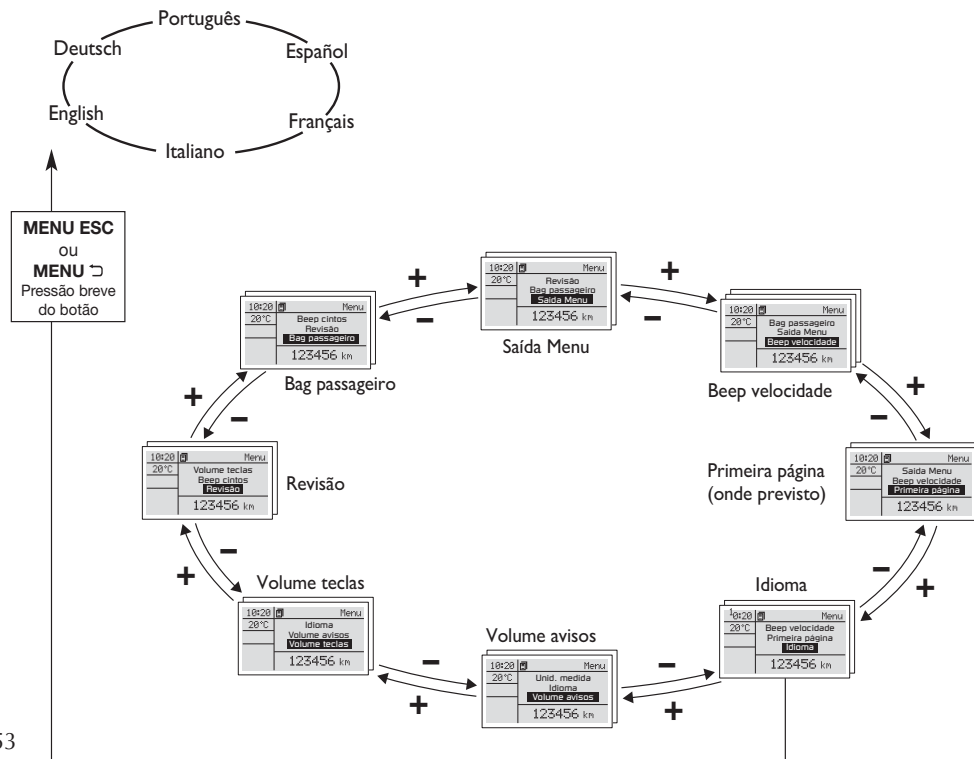 Português
Deutsch
Español
English
Français
Italiano
MENU ESC
ou
MENU ⮌
Pressão breve
do botão
+
+
10:20 Menu
20°C Revisão
Bag passageiro
Saida Menu
123456 km
–
–
Saída Menu
10:20 Menu
20°C Beep cintos
Revisão
Bag passageiro
123456 km
Bag passageiro
10:20 Menu
20°C Bag passageiro
Saida Menu
Beep velocidade
123456 km
Beep velocidade
+
–
+
–
10:20 Menu
20°C Volume teclas
Beep cintos
Revisão
123456 km
Revisão
Primeira página
(onde previsto)
10:20 Menu
20°C Saida Menu
Beep velocidade
Primeira página
123456 km
–
+
–
+
Volume teclas
10:20 Menu
20°C Idioma
Volume avisos
Volume teclas
123456 km
Idioma
10:20 Menu
20°C Beep velocidade
Primeira página
Idioma
123456 km
Volume avisos
10:20 Menu
20°C Unid. medida
Idioma
Volume avisos
123456 km
–
+
–
+
53